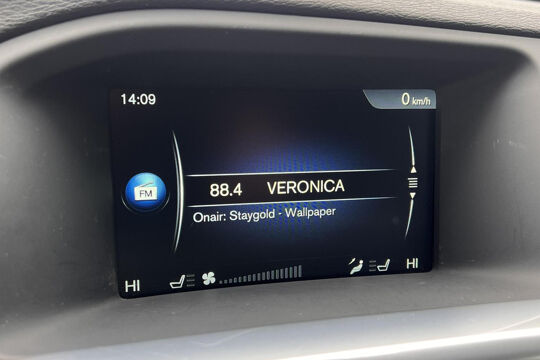 14:09
0 km/h
FM
88.4 VERONICA
Onair: Staygold - Wallpaper
HI HI